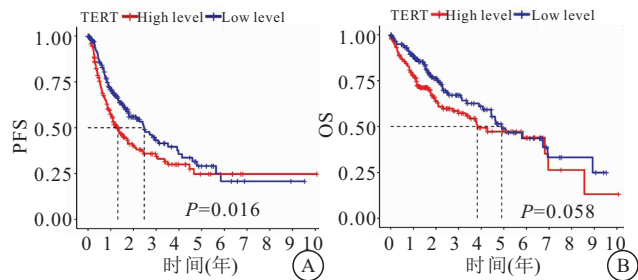 TERT High level Low level
1.00
0.75
0.50
0.25
0.00
PFS
P=0.016
0 1 2 3 4 5 6 7 8 9 10
时间(年)
A
TERT High level Low level
1.00
0.75
0.50
0.25
0.00
OS
P=0.058
0 1 2 3 4 5 6 7 8 9 10
时间(年)
B